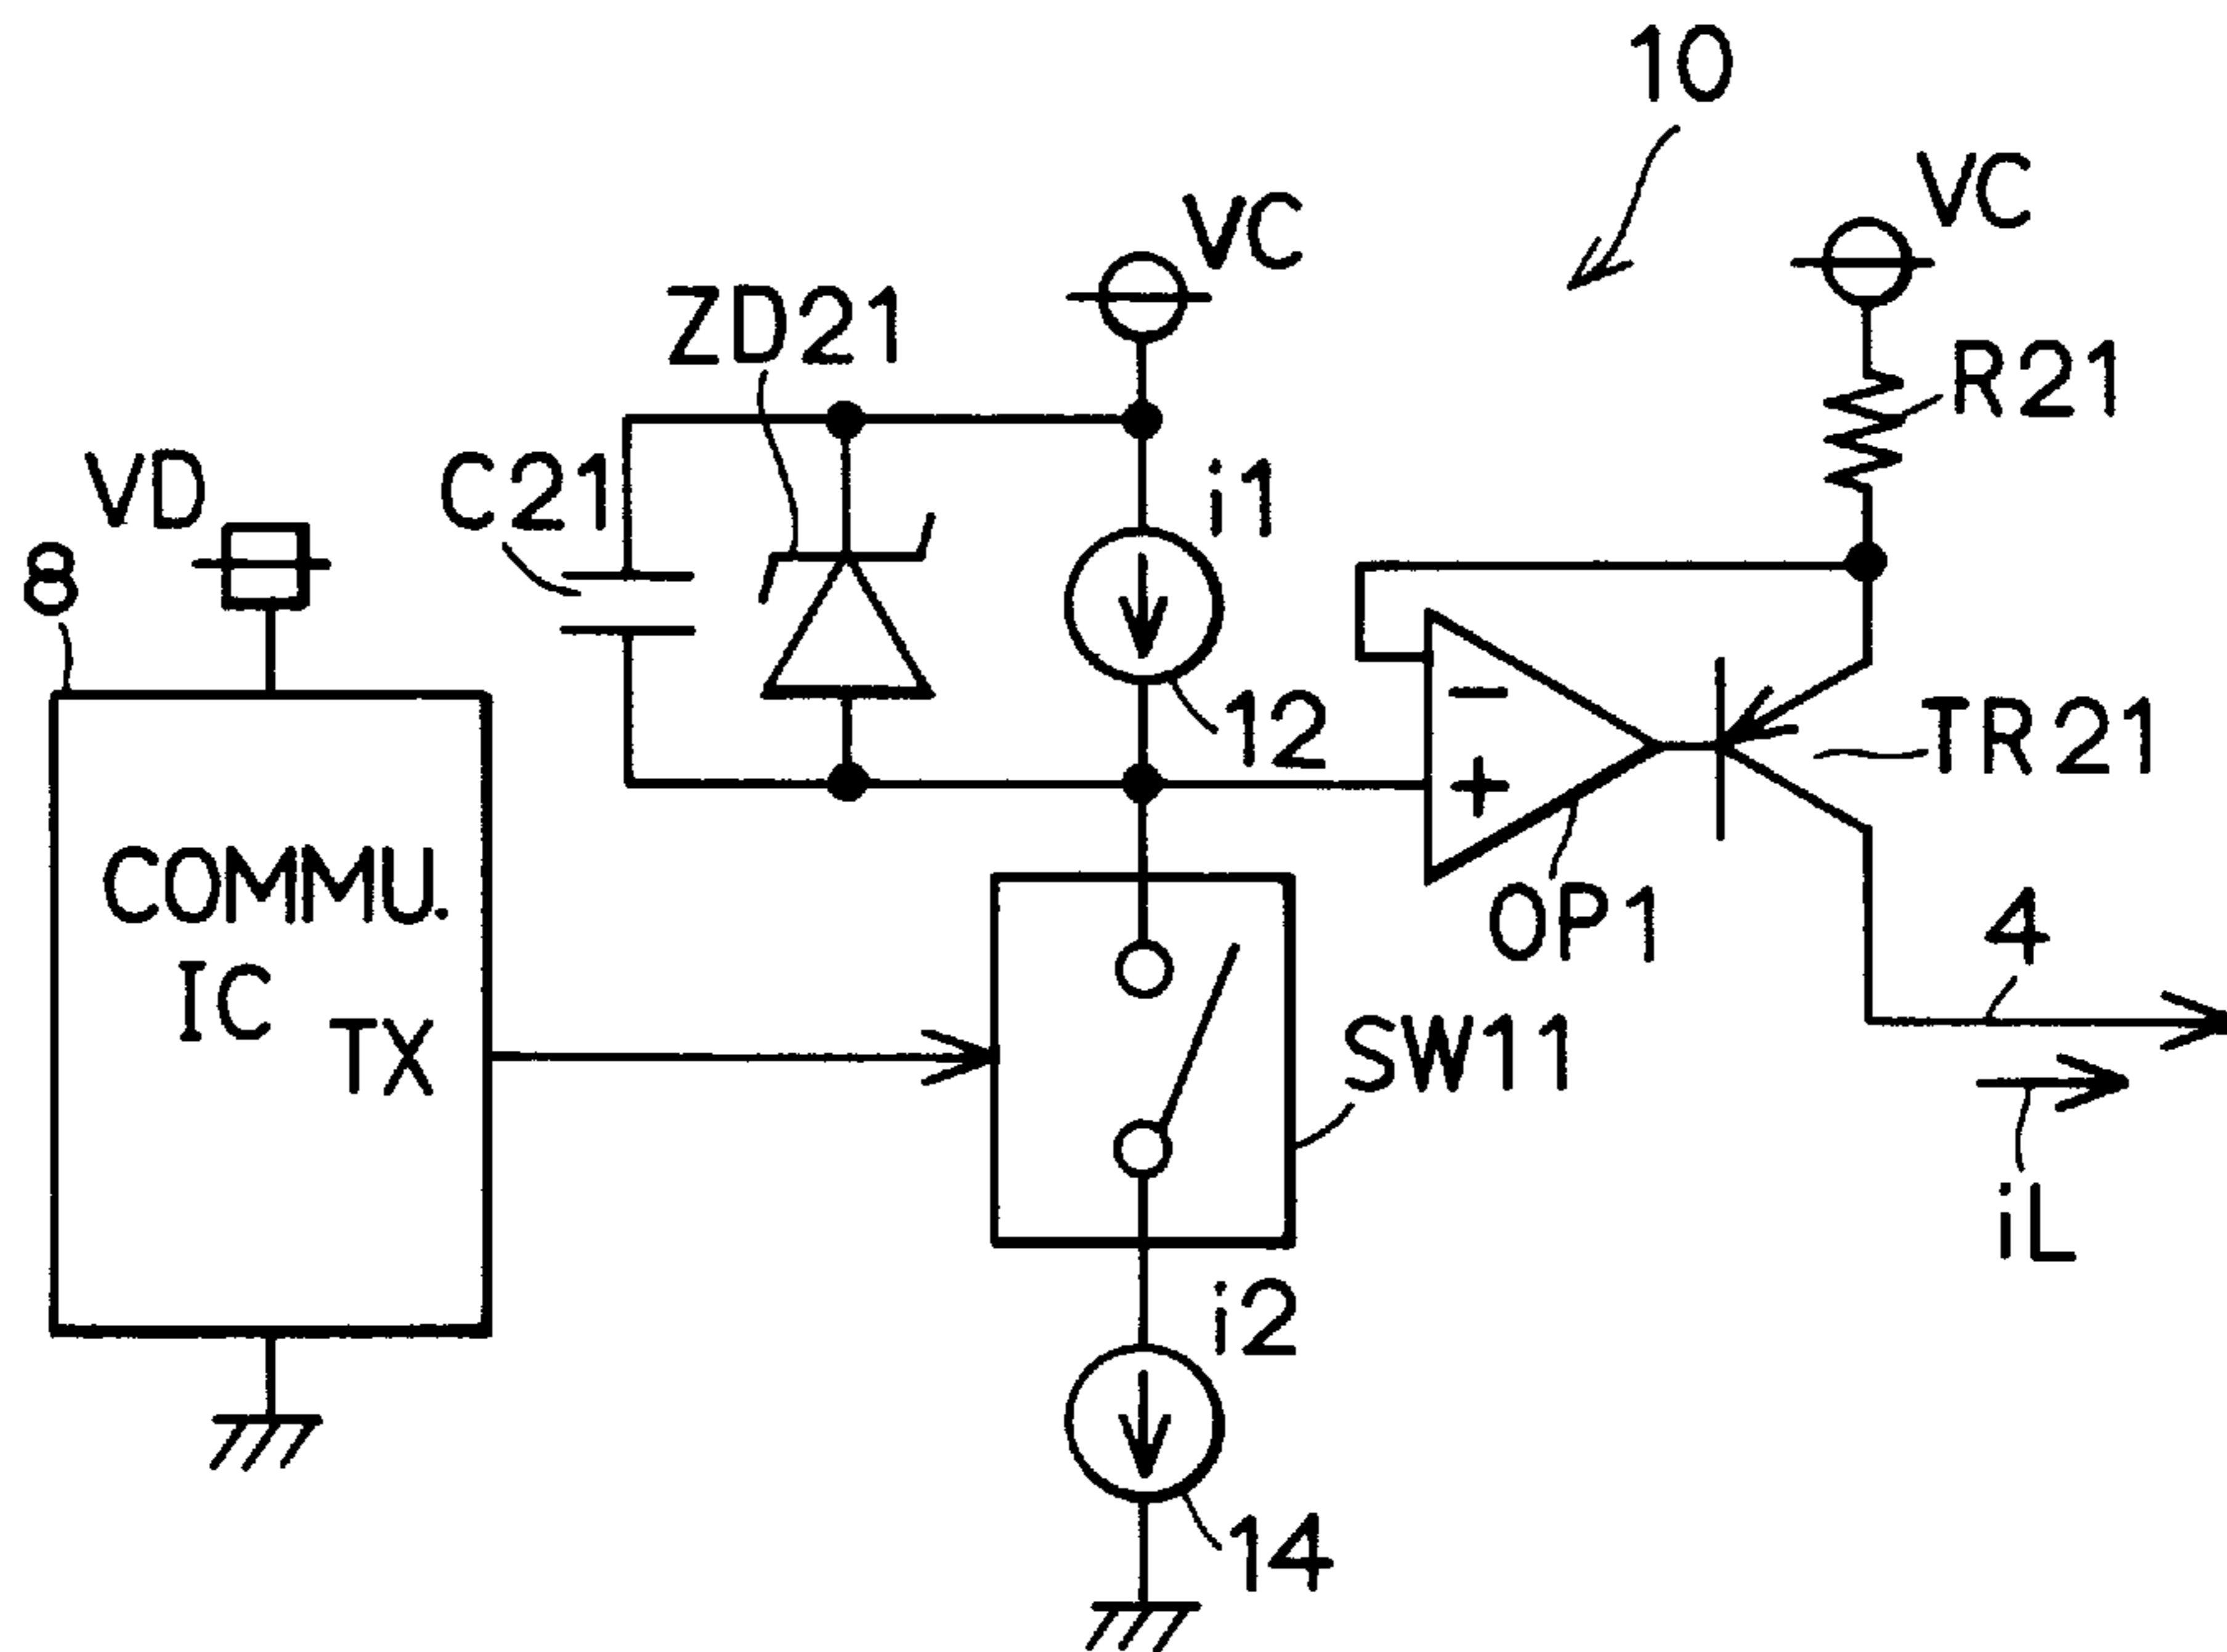 10
VC
VC
ZD21
R21
VD
C21
i1
8
12
TR21
-
+
COMMU.
IC
TX
OP1
4
SW11
iL
i2
14